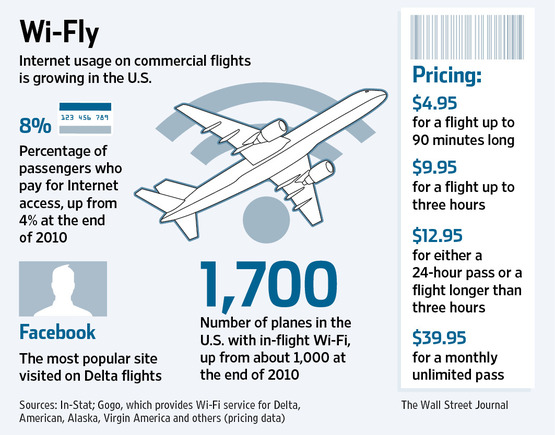 Wi-Fly
Internet usage on commercial flights
is growing in the U.S.
8%
123 456 789
Percentage of
passengers who
pay for Internet
access, up from
4% at the end
of 2010
Facebook
The most popular site
visited on Delta flights
1,700
Number of planes in the
U.S. with in-flight Wi-Fi,
up from about 1,000 at
the end of 2010
Pricing:
$4.95
for a flight up to
90 minutes long
$9.95
for a flight up to
three hours
$12.95
for either a
24-hour pass or a
flight longer than
three hours
$39.95
for a monthly
unlimited pass
Sources: In-Stat; Gogo, which provides Wi-Fi service for Delta,
American, Alaska, Virgin America and others (pricing data)
The Wall Street Journal